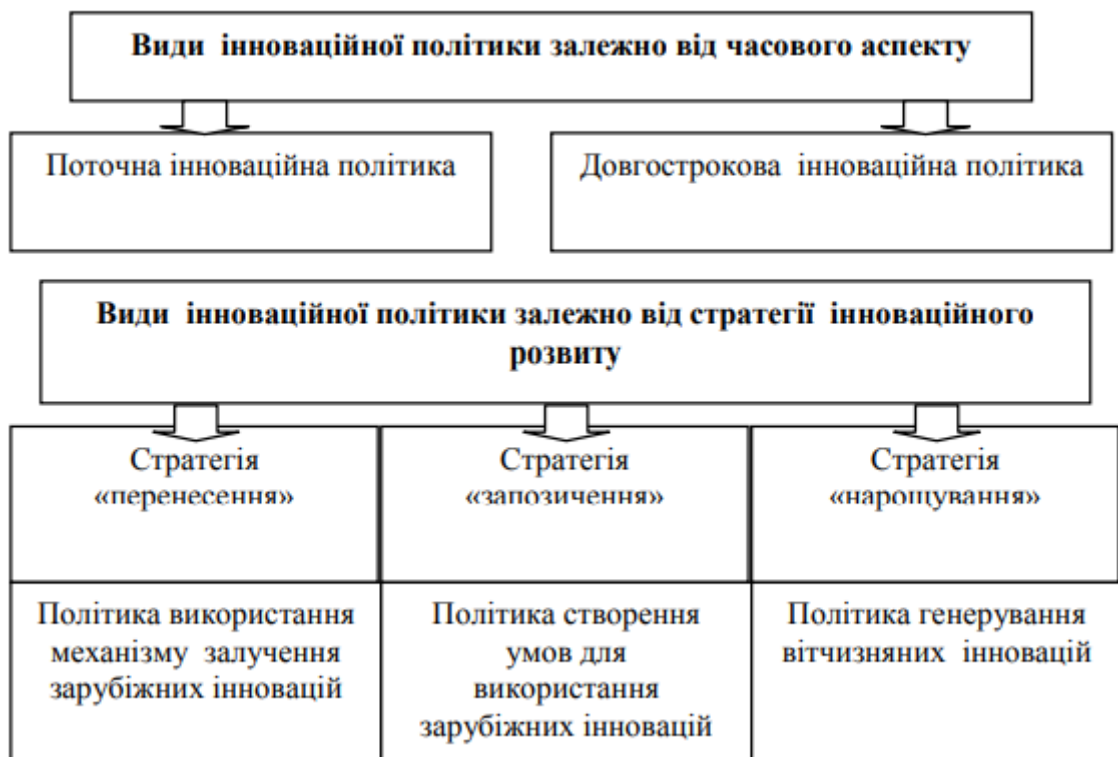 Види інноваційної політики залежно від часового аспекту
Поточна інноваційна політика
Довгострокова інноваційна політика
Види інноваційної політики залежно від стратегії інноваційного
розвиту
Стратегія
«перенесення»
Стратегія
«запозичення»
Стратегія
«нарощування»
Політика використання
механізму залучення
зарубіжних інновацій
Політика створення
умов для
використання
зарубіжних інновацій
Політика генерування
вітчизняних інновацій